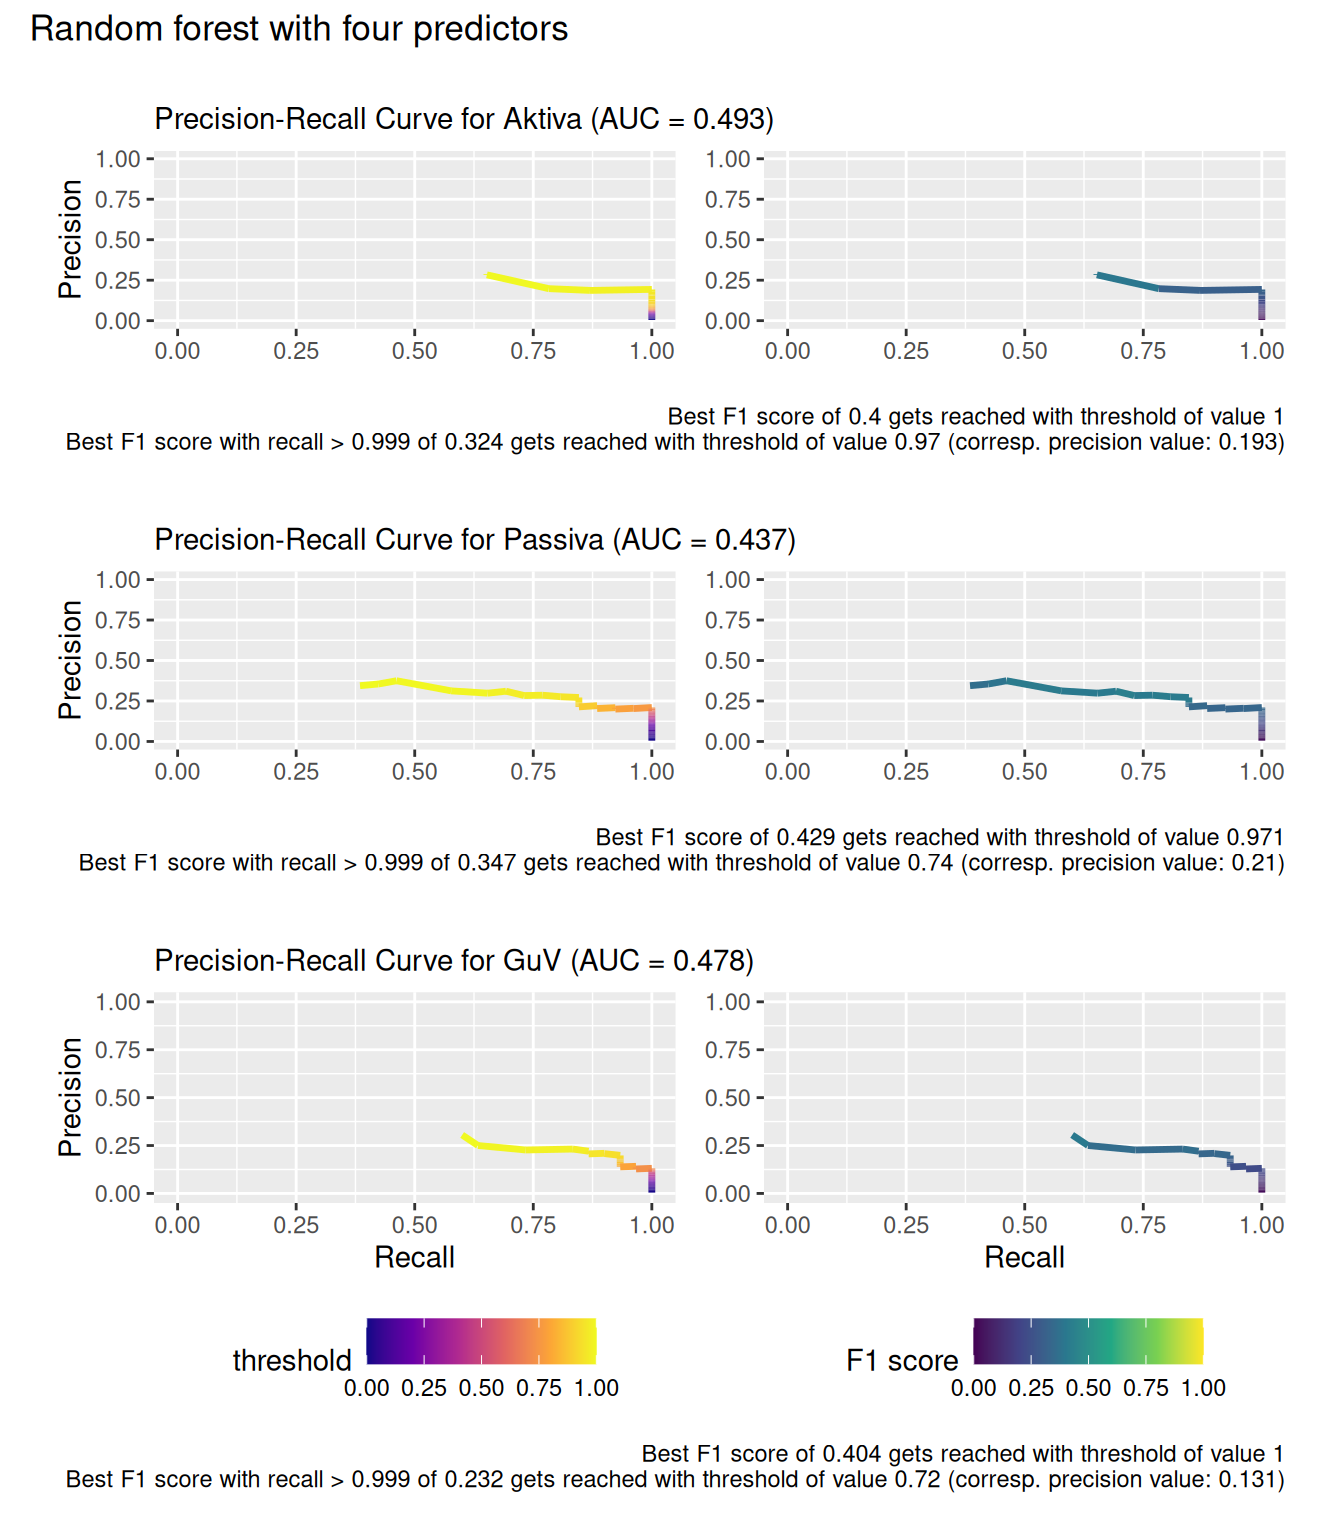 Random forest with four predictors
Precision-Recall Curve for Aktiva (AUC = 0.493)
Precision
1.00
0.75
0.50
0.25
0.00
0.00 0.25 0.50 0.75 1.00
1.00
0.75
0.50
0.25
0.00
0.00 0.25 0.50 0.75 1.00
Best F1 score of 0.4 gets reached with threshold of value 1
Best F1 score with recall > 0.999 of 0.324 gets reached with threshold of value 0.97 (corresp. precision value: 0.193)
Precision-Recall Curve for Passiva (AUC = 0.437)
Precision
1.00
0.75
0.50
0.25
0.00
0.00 0.25 0.50 0.75 1.00
1.00
0.75
0.50
0.25
0.00
0.00 0.25 0.50 0.75 1.00
Best F1 score of 0.429 gets reached with threshold of value 0.971
Best F1 score with recall > 0.999 of 0.347 gets reached with threshold of value 0.74 (corresp. precision value: 0.21)
Precision-Recall Curve for GuV (AUC = 0.478)
Precision
1.00
0.75
0.50
0.25
0.00
0.00 0.25 0.50 0.75 1.00
Recall
1.00
0.75
0.50
0.25
0.00
0.00 0.25 0.50 0.75 1.00
Recall
threshold
0.00 0.25 0.50 0.75 1.00
F1 score
0.00 0.25 0.50 0.75 1.00
Best F1 score of 0.404 gets reached with threshold of value 1
Best F1 score with recall > 0.999 of 0.232 gets reached with threshold of value 0.72 (corresp. precision value: 0.131)